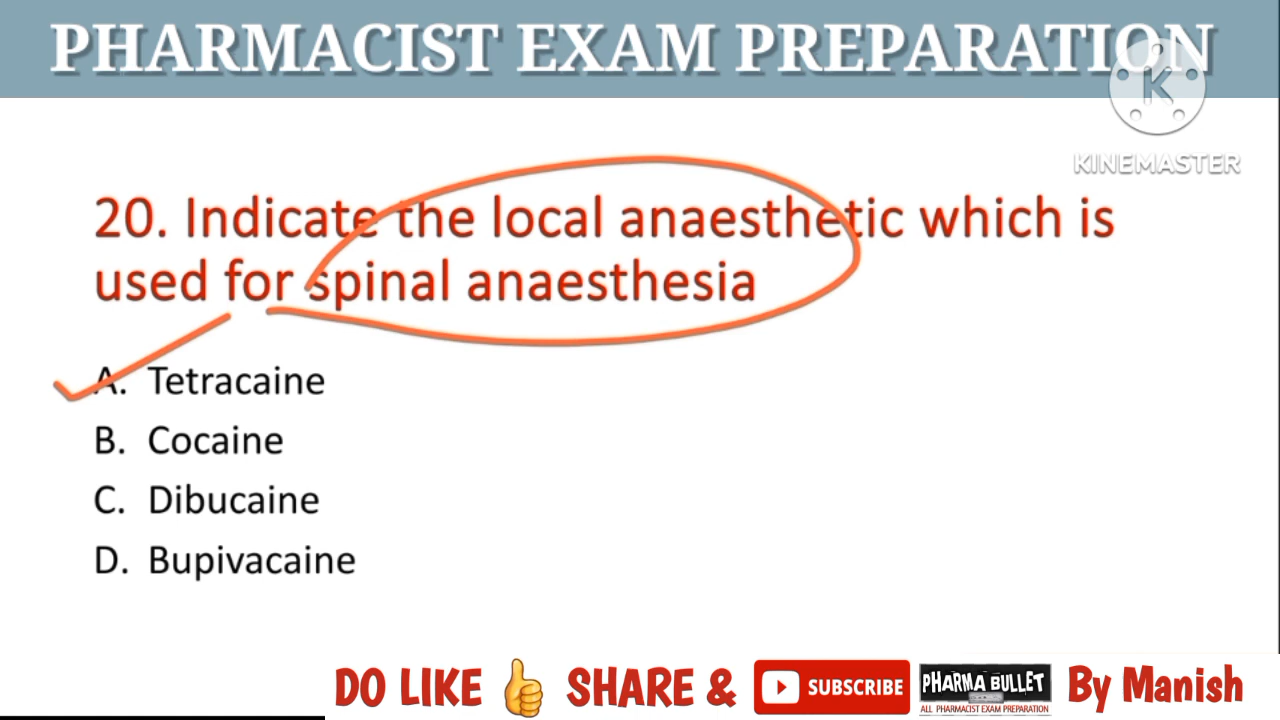 PHARMACIST EXAM PREPARATION
K
KINEMASTER
20. Indicate the local anaesthetic which is
used for spinal anaesthesia
A. Tetracaine
B. Cocaine
C. Dibucaine
D. Bupivacaine
DO LIKE SHARE & SUBSCRIBE PHARMA BULLET By Manish
ALL PHARMACIST EXAM PREPARATION